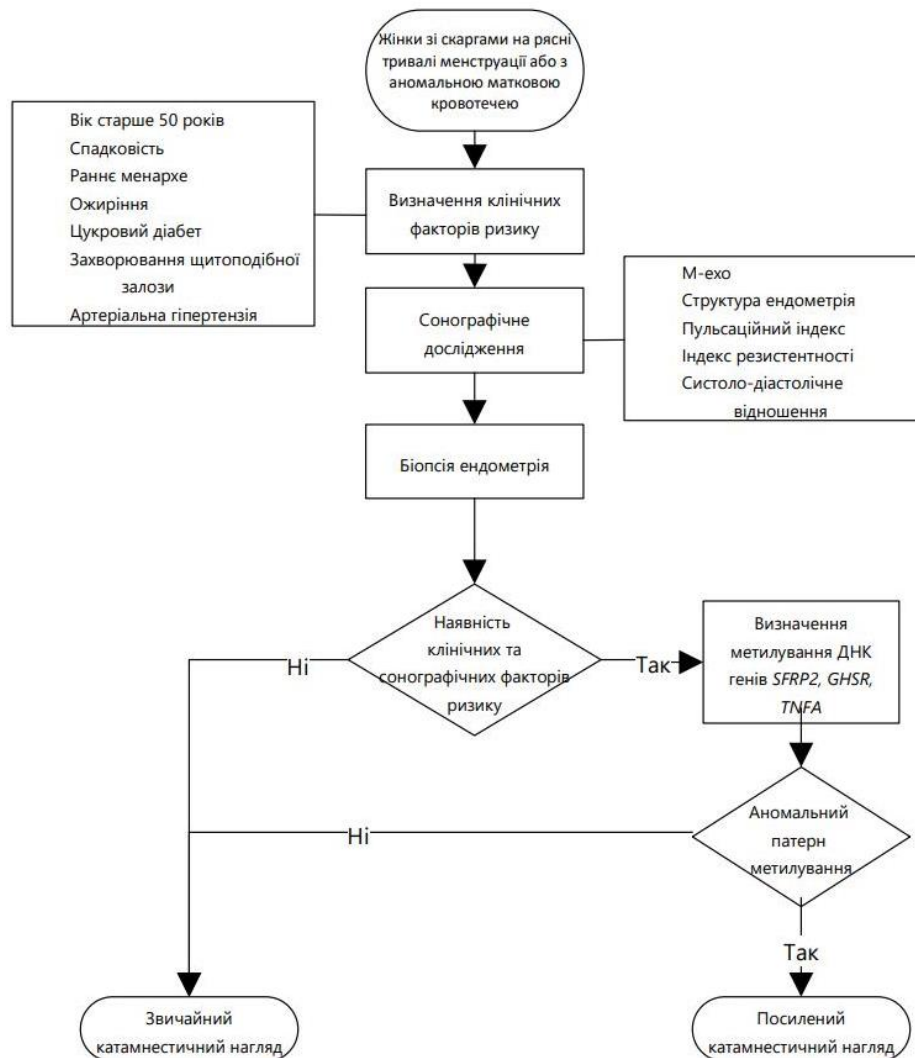 Жінки зі скаргами на рясні
тривалі менструації або з
аномальною матковою
кровотечею
Вік старше 50 років
Спадковість
Раннє менархе
Ожиріння
Цукровий діабет
Захворювання щитоподібної
залози
Артеріальна гіпертензія
Визначення клінічних
факторів ризику
Сонографічне
дослідження
М-ехо
Структура ендометрія
Пульсаційний індекс
Індекс резистентності
Систоло-діастолічне
відношення
Біопсія ендометрія
Наявність
клінічних та
сонографічних факторів
ризику
Ні
Так
Визначення
метилування ДНК
генів SFRP2, GHSR,
TNFA
Аномальний
патерн
метилування
Ні
Так
Звичайний
катамнестичний нагляд
Посилений
катамнестичний нагляд